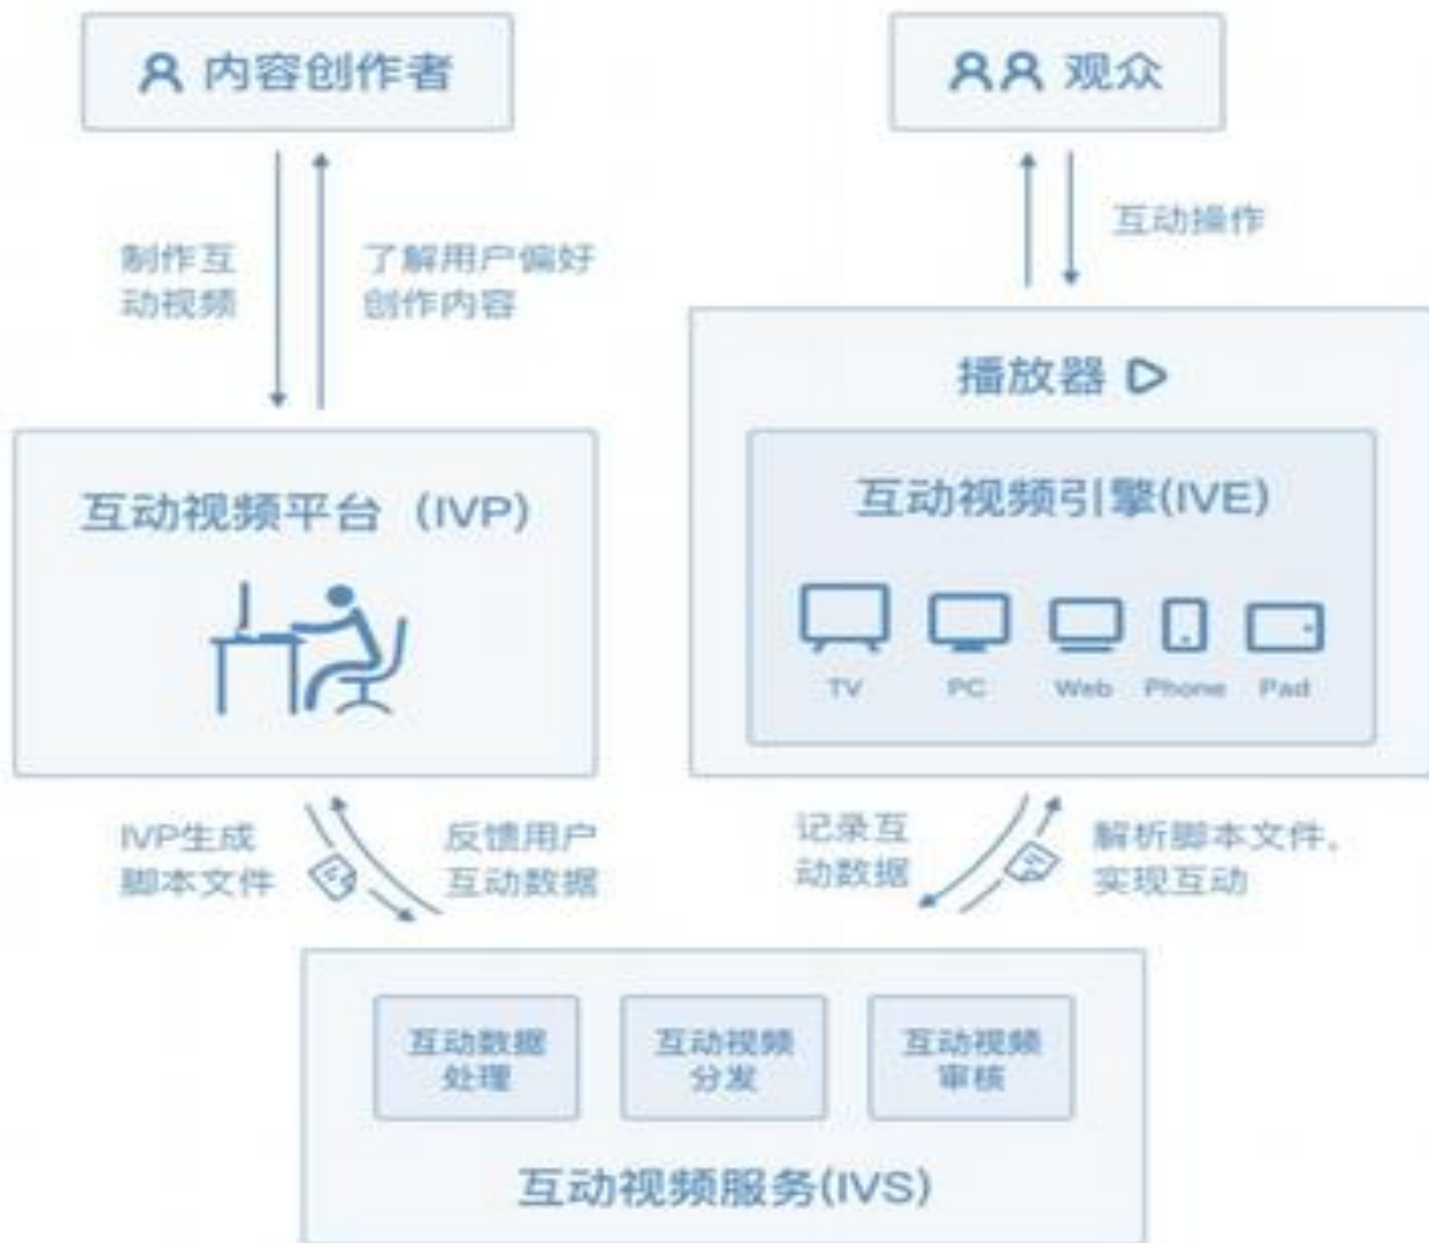 内容创作者
观众
制作互
动视频
了解用户偏好
创作内容
互动操作
播放器
互动视频平台（IVP）
互动视频引擎(IVE)
TV
PC
Web
Phone
Pad
IVP生成
脚本文件
反馈用户
互动数据
记录互
动数据
解析脚本文件，
实现互动
互动数据
处理
互动视频
分发
互动视频
审核
互动视频服务(IVS)